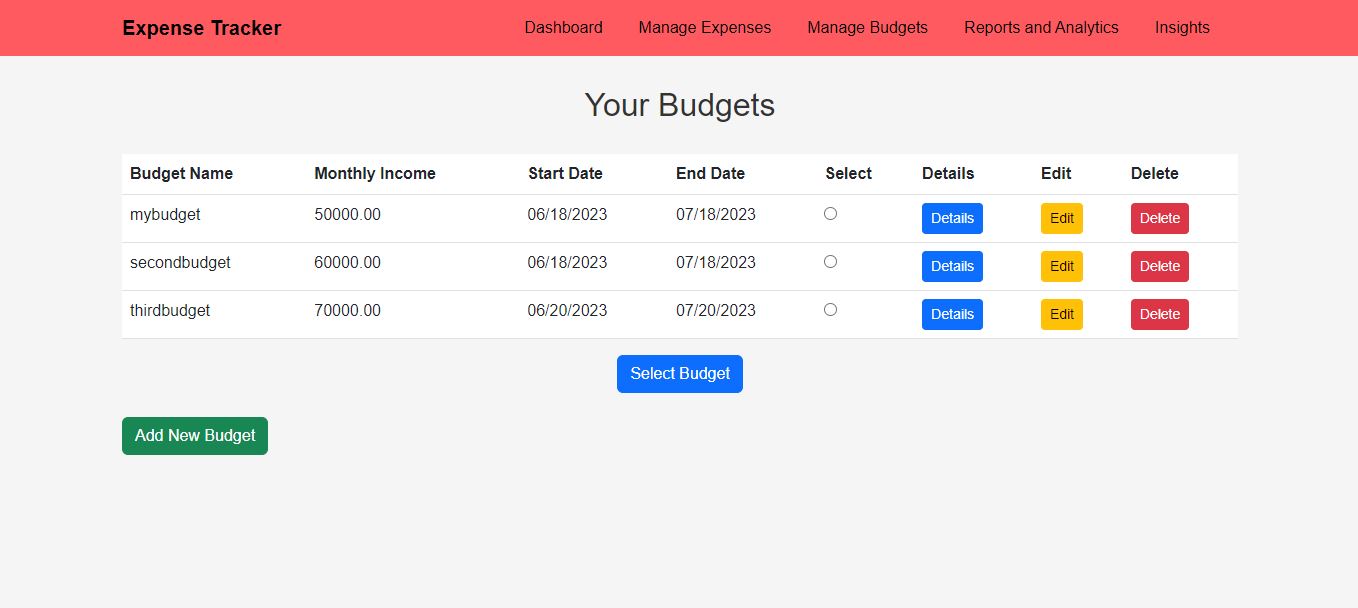 Expense Tracker Dashboard Manage Expenses Manage Budgets Reports and Analytics Insights
Your Budgets
Budget Name Monthly Income Start Date End Date Select Details Edit Delete
mybudget 50000.00 06/18/2023 07/18/2023 Details Edit Delete
secondbudget 60000.00 06/18/2023 07/18/2023 Details Edit Delete
thirdbudget 70000.00 06/20/2023 07/20/2023 Details Edit Delete
Select Budget
Add New Budget